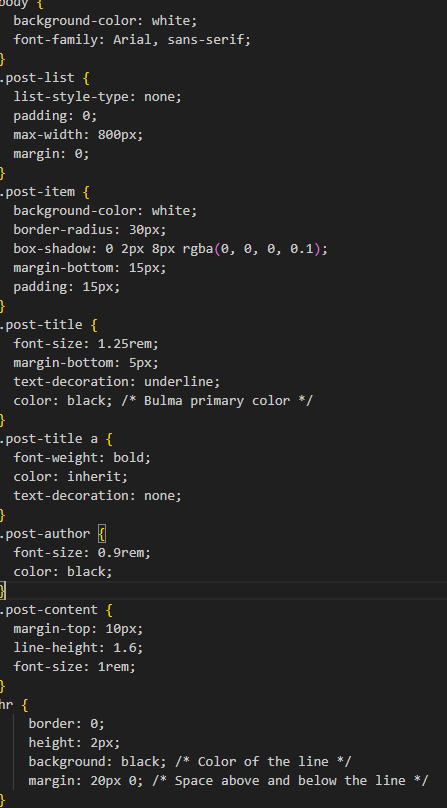 body {
background-color: white;
font-family: Arial, sans-serif;
}
.post-list {
list-style-type: none;
padding: 0;
max-width: 800px;
margin: 0;
}
.post-item {
background-color: white;
border-radius: 30px;
box-shadow: 0 2px 8px rgba(0, 0, 0, 0.1);
margin-bottom: 15px;
padding: 15px;
}
.post-title {
font-size: 1.25rem;
margin-bottom: 5px;
text-decoration: underline;
color: black; /* Bulma primary color */
}
.post-title a {
font-weight: bold;
color: inherit;
text-decoration: none;
}
.post-author {
font-size: 0.9rem;
color: black;
}
.post-content {
margin-top: 10px;
line-height: 1.6;
font-size: 1rem;
}
hr {
border: 0;
height: 2px;
background: black; /* Color of the line */
margin: 20px 0; /* Space above and below the line */
}